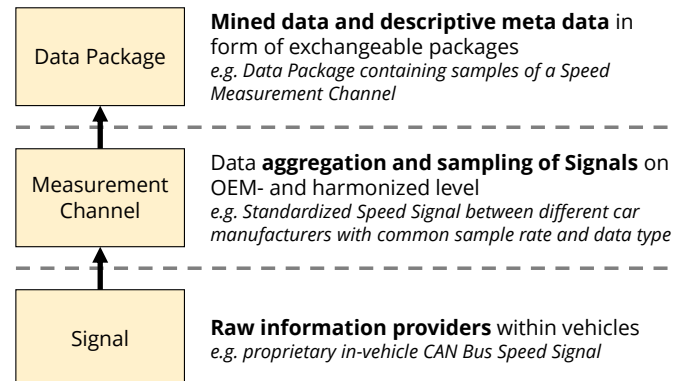 Data Package
Mined data and descriptive meta data in
form of exchangeable packages
e.g. Data Package containing samples of a Speed
Measurement Channel
Measurement
Channel
Data aggregation and sampling of Signals on
OEM- and harmonized level
e.g. Standardized Speed Signal between different car
manufacturers with common sample rate and data type
Signal
Raw information providers within vehicles
e.g. proprietary in-vehicle CAN Bus Speed Signal